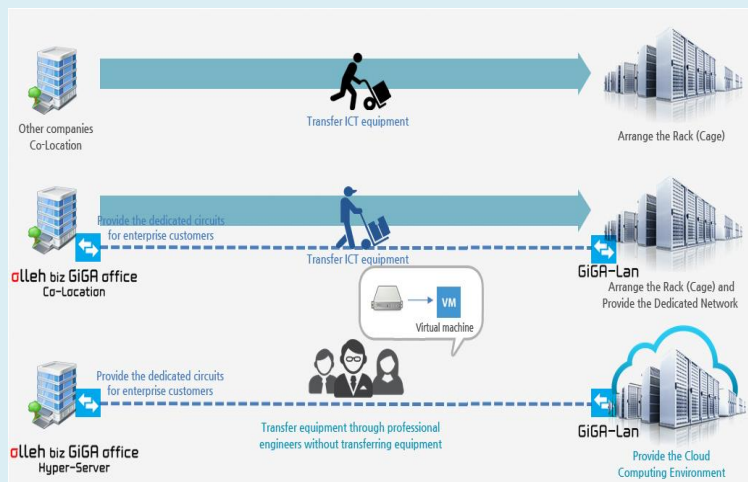 Other companies
Co-Location
Transfer ICT equipment
Arrange the Rack (Cage)
Provide the dedicated circuits
for enterprise customers
olleh biz GiGA office
Co-Location
Transfer ICT equipment
GiGA-Lan
Arrange the Rack (Cage) and
Provide the Dedicated Network
VM
Virtual machine
Provide the dedicated circuits
for enterprise customers
olleh biz GiGA office
Hyper-Server
Transfer equipment through professional
engineers without transferring equipment
GiGA-Lan
Provide the Cloud
Computing Environment